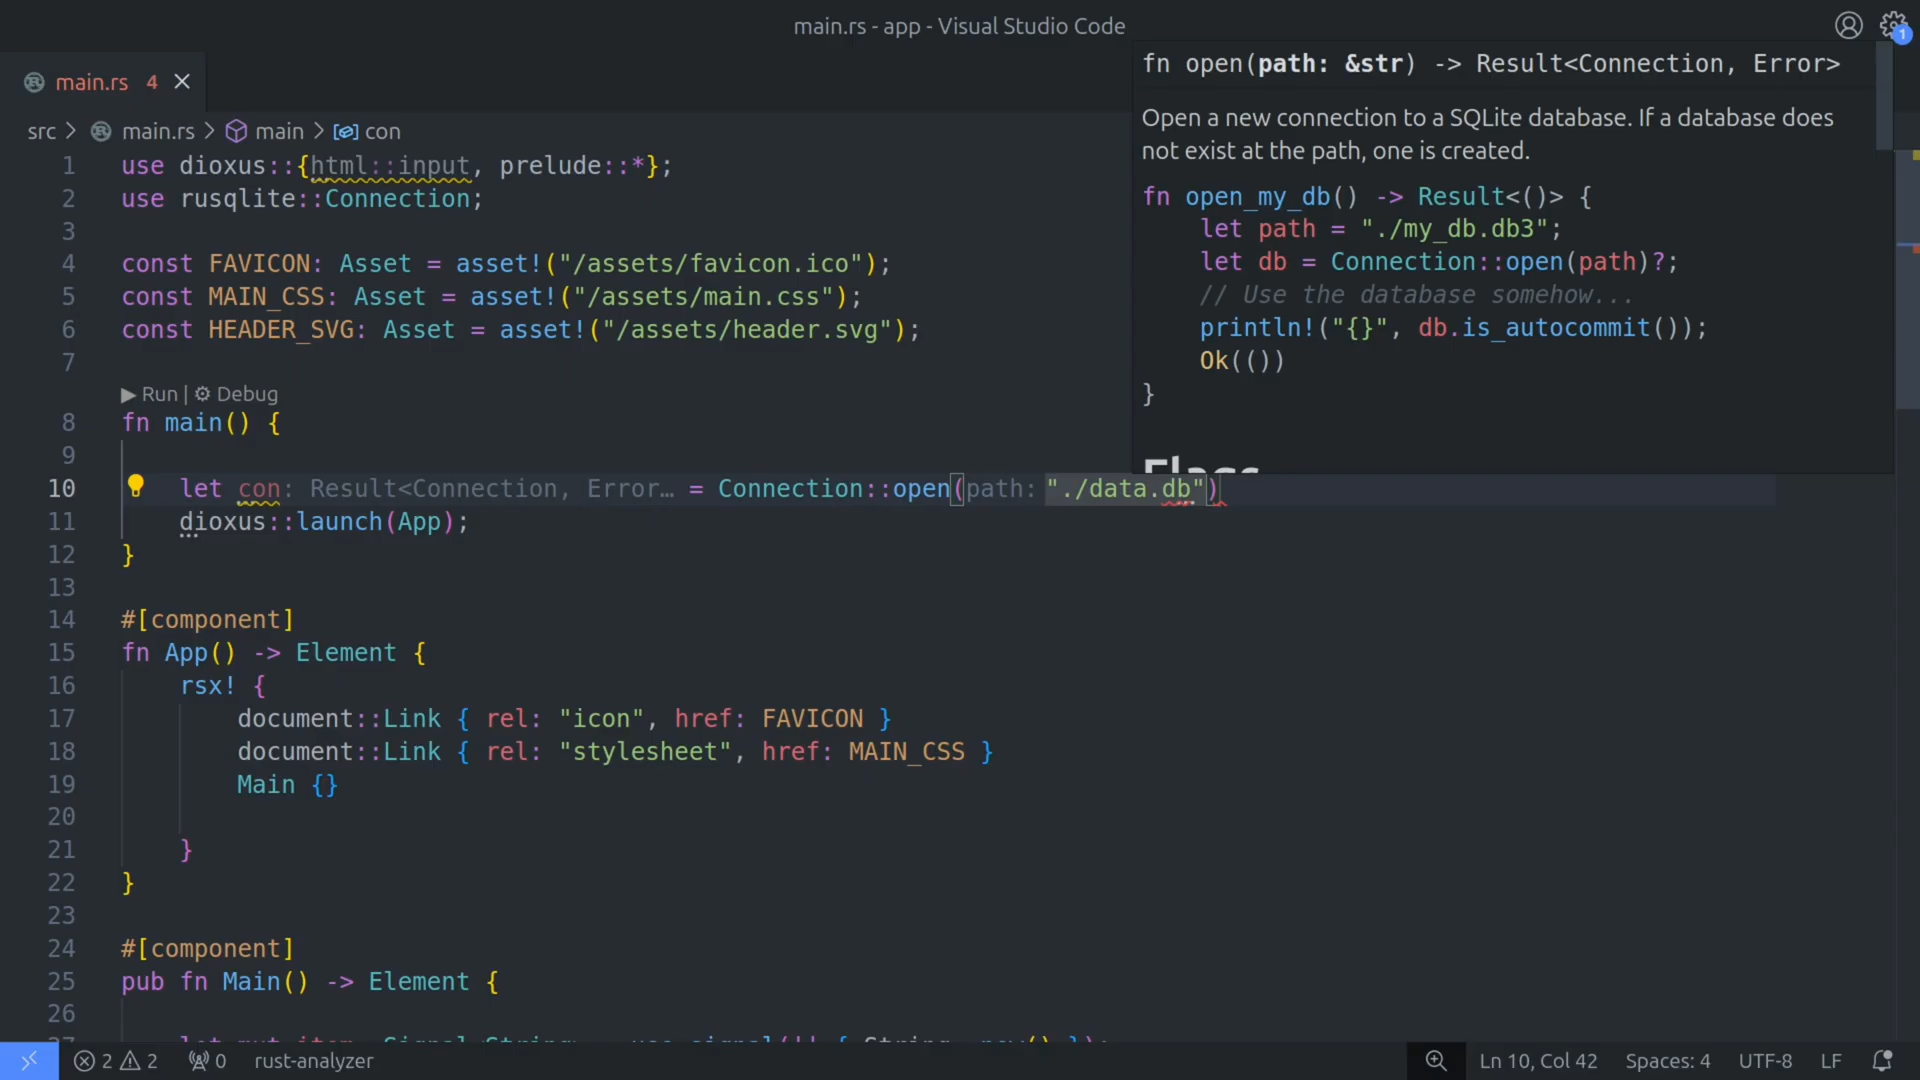 main.rs - app - Visual Studio Code
1
main.rs 4
src > main.rs > main > con
fn open(path: &str) -> Result<Connection, Error>
Open a new connection to a SQLite database. If a database does
not exist at the path, one is created.
fn open_my_db() -> Result<()> {
    let path = "./my_db.db3";
    let db = Connection::open(path)?;
    // Use the database somehow...
    println!("{}", db.is_autocommit());
    Ok(())
}
1 use dioxus::{html::input, prelude::*};
2 use rusqlite::Connection;
3
4 const FAVICON: Asset = asset!("/assets/favicon.ico");
5 const MAIN_CSS: Asset = asset!("/assets/main.css");
6 const HEADER_SVG: Asset = asset!("/assets/header.svg");
7
▶ Run | Debug
8 fn main() {
9
10     let con: Result<Connection, Error… = Connection::open(path: "./data.db")
11     dioxus::launch(App);
12 }
13
14 #[component]
15 fn App() -> Element {
16     rsx! {
17         document::Link { rel: "icon", href: FAVICON }
18         document::Link { rel: "stylesheet", href: MAIN_CSS }
19         Main {}
20
21     }
22 }
23
24 #[component]
25 pub fn Main() -> Element {
26
2 2 0 rust-analyzer
Ln 10, Col 42 Spaces: 4 UTF-8 LF